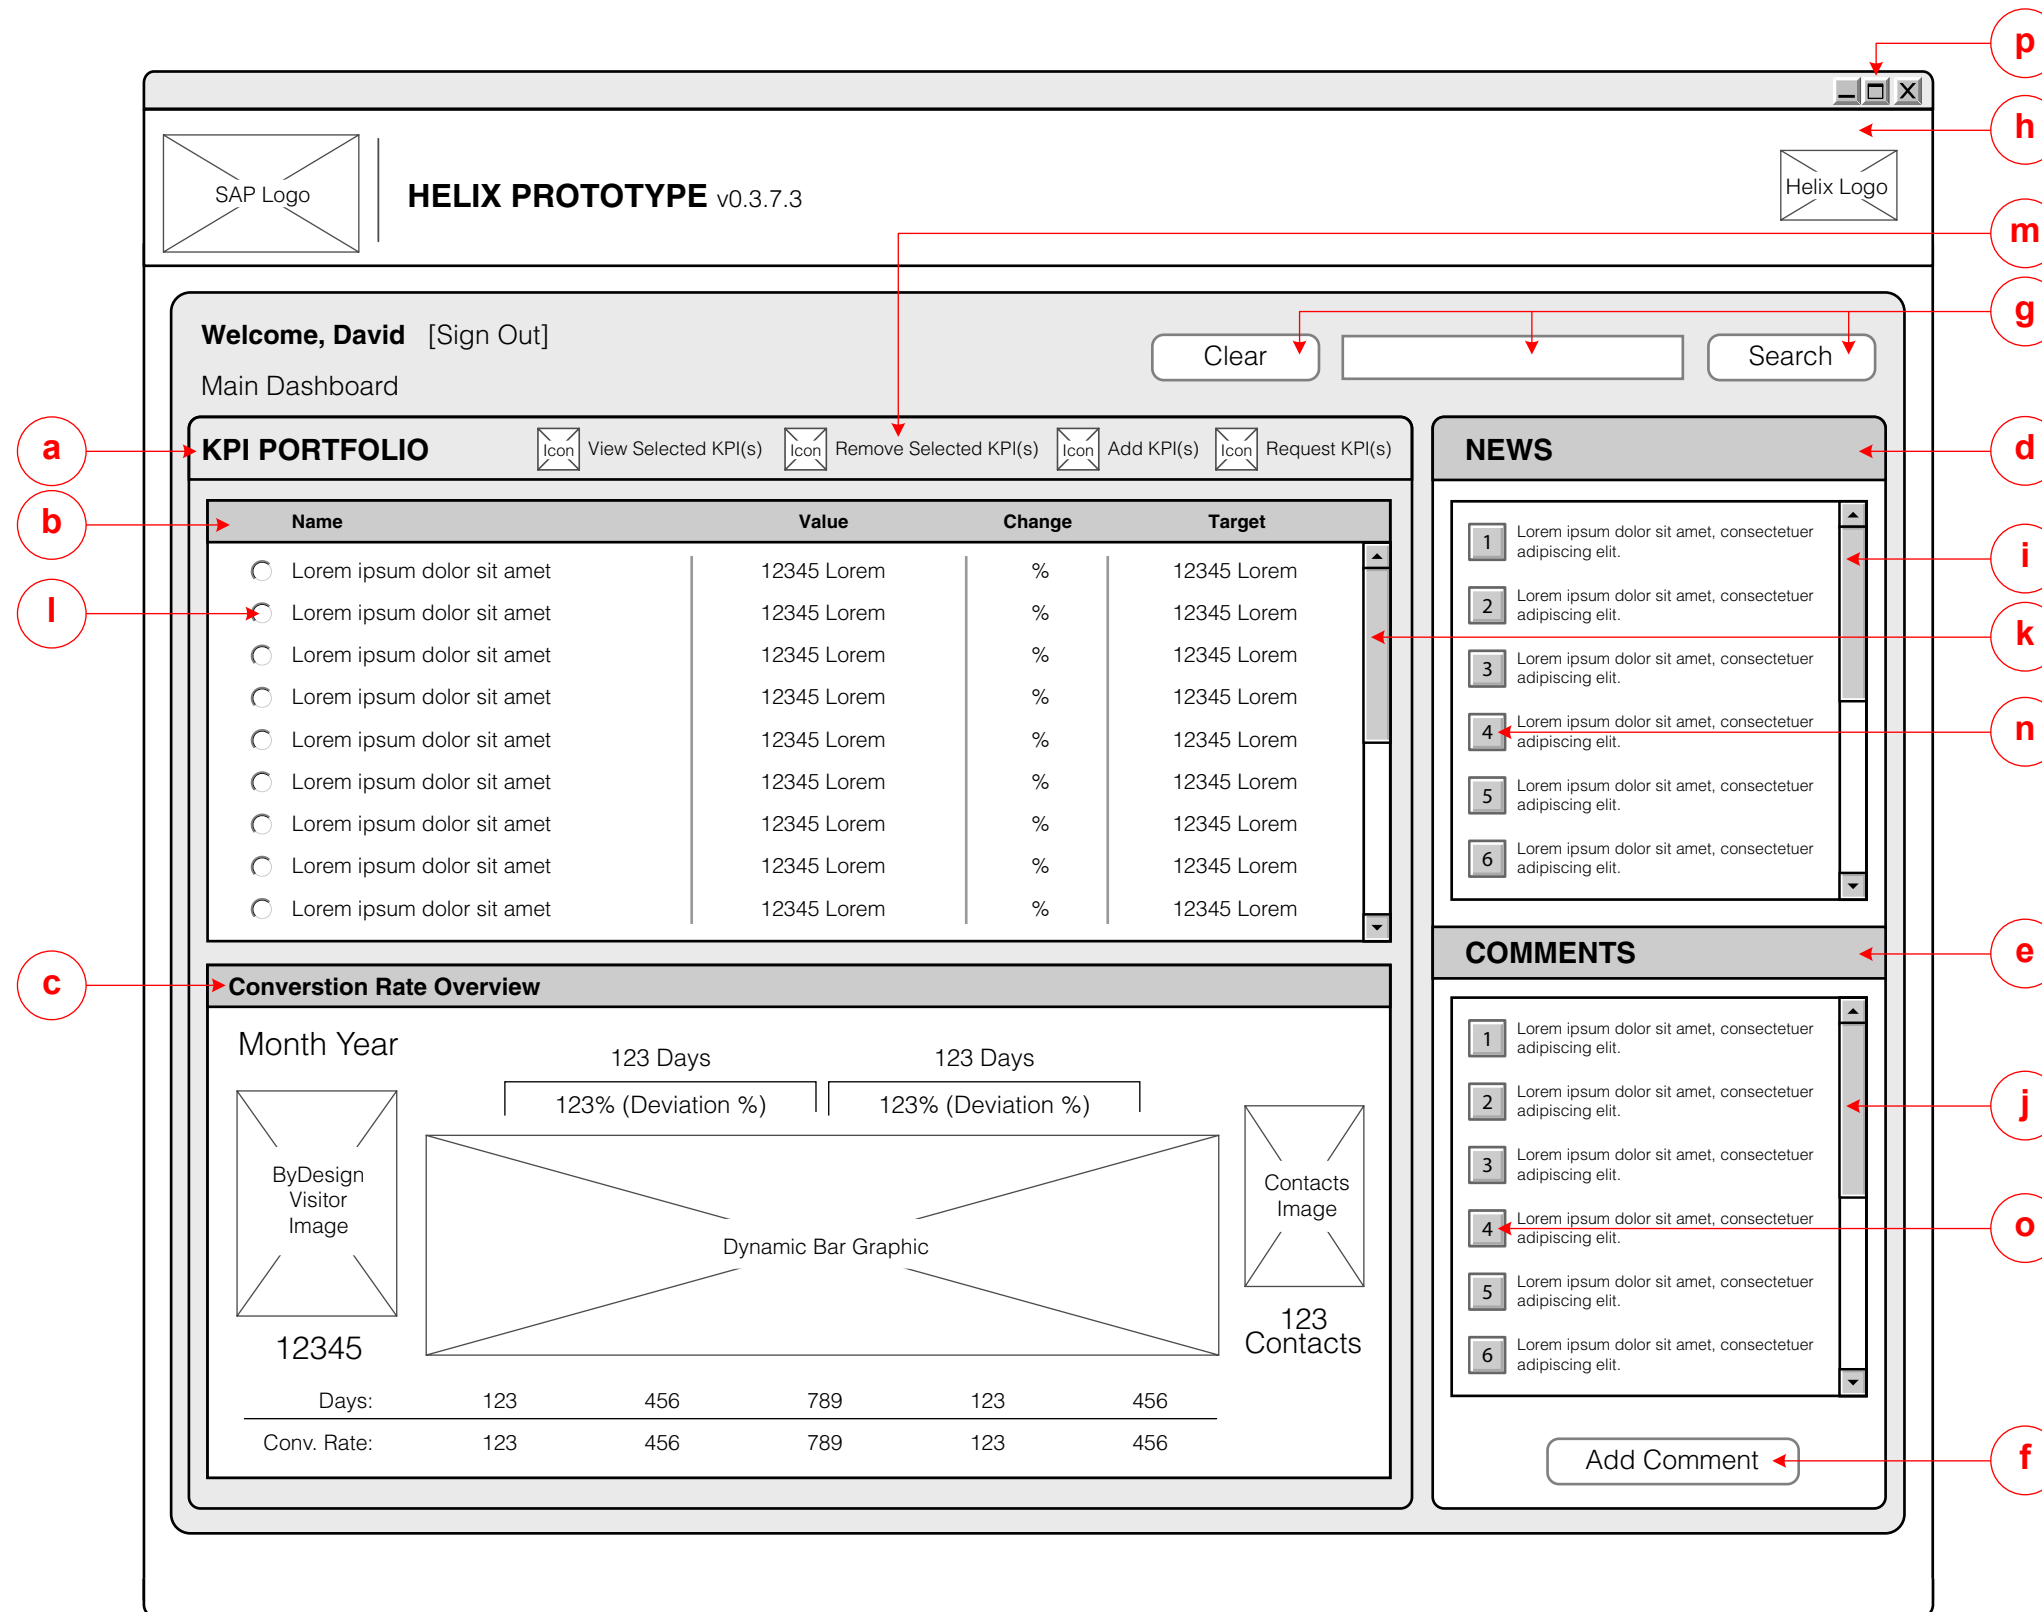 p
h
SAP Logo
HELIX PROTOTYPE v0.3.7.3
Helix Logo
m
g
Welcome, David [Sign Out]
Clear
Search
Main Dashboard
a
KPI PORTFOLIO
Icon View Selected KPI(s)
Icon Remove Selected KPI(s)
Icon Add KPI(s)
Icon Request KPI(s)
b
Name Value Change Target
Lorem ipsum dolor sit amet 12345 Lorem % 12345 Lorem
l
Lorem ipsum dolor sit amet 12345 Lorem % 12345 Lorem
Lorem ipsum dolor sit amet 12345 Lorem % 12345 Lorem
Lorem ipsum dolor sit amet 12345 Lorem % 12345 Lorem
Lorem ipsum dolor sit amet 12345 Lorem % 12345 Lorem
Lorem ipsum dolor sit amet 12345 Lorem % 12345 Lorem
Lorem ipsum dolor sit amet 12345 Lorem % 12345 Lorem
Lorem ipsum dolor sit amet 12345 Lorem % 12345 Lorem
Lorem ipsum dolor sit amet 12345 Lorem % 12345 Lorem
c
Converstion Rate Overview
Month Year
123 Days 123 Days
123% (Deviation %) 123% (Deviation %)
ByDesign
Visitor
Image
12345
Dynamic Bar Graphic
Contacts
Image
123
Contacts
Days: 123 456 789 123 456
Conv. Rate: 123 456 789 123 456
NEWS
d
1 Lorem ipsum dolor sit amet, consectetuer
adipiscing elit.
i
2 Lorem ipsum dolor sit amet, consectetuer
adipiscing elit.
k
3 Lorem ipsum dolor sit amet, consectetuer
adipiscing elit.
n
4 Lorem ipsum dolor sit amet, consectetuer
adipiscing elit.
5 Lorem ipsum dolor sit amet, consectetuer
adipiscing elit.
6 Lorem ipsum dolor sit amet, consectetuer
adipiscing elit.
COMMENTS
e
1 Lorem ipsum dolor sit amet, consectetuer
adipiscing elit.
2 Lorem ipsum dolor sit amet, consectetuer
adipiscing elit.
j
3 Lorem ipsum dolor sit amet, consectetuer
adipiscing elit.
4 Lorem ipsum dolor sit amet, consectetuer
adipiscing elit.
o
5 Lorem ipsum dolor sit amet, consectetuer
adipiscing elit.
6 Lorem ipsum dolor sit amet, consectetuer
adipiscing elit.
Add Comment
f